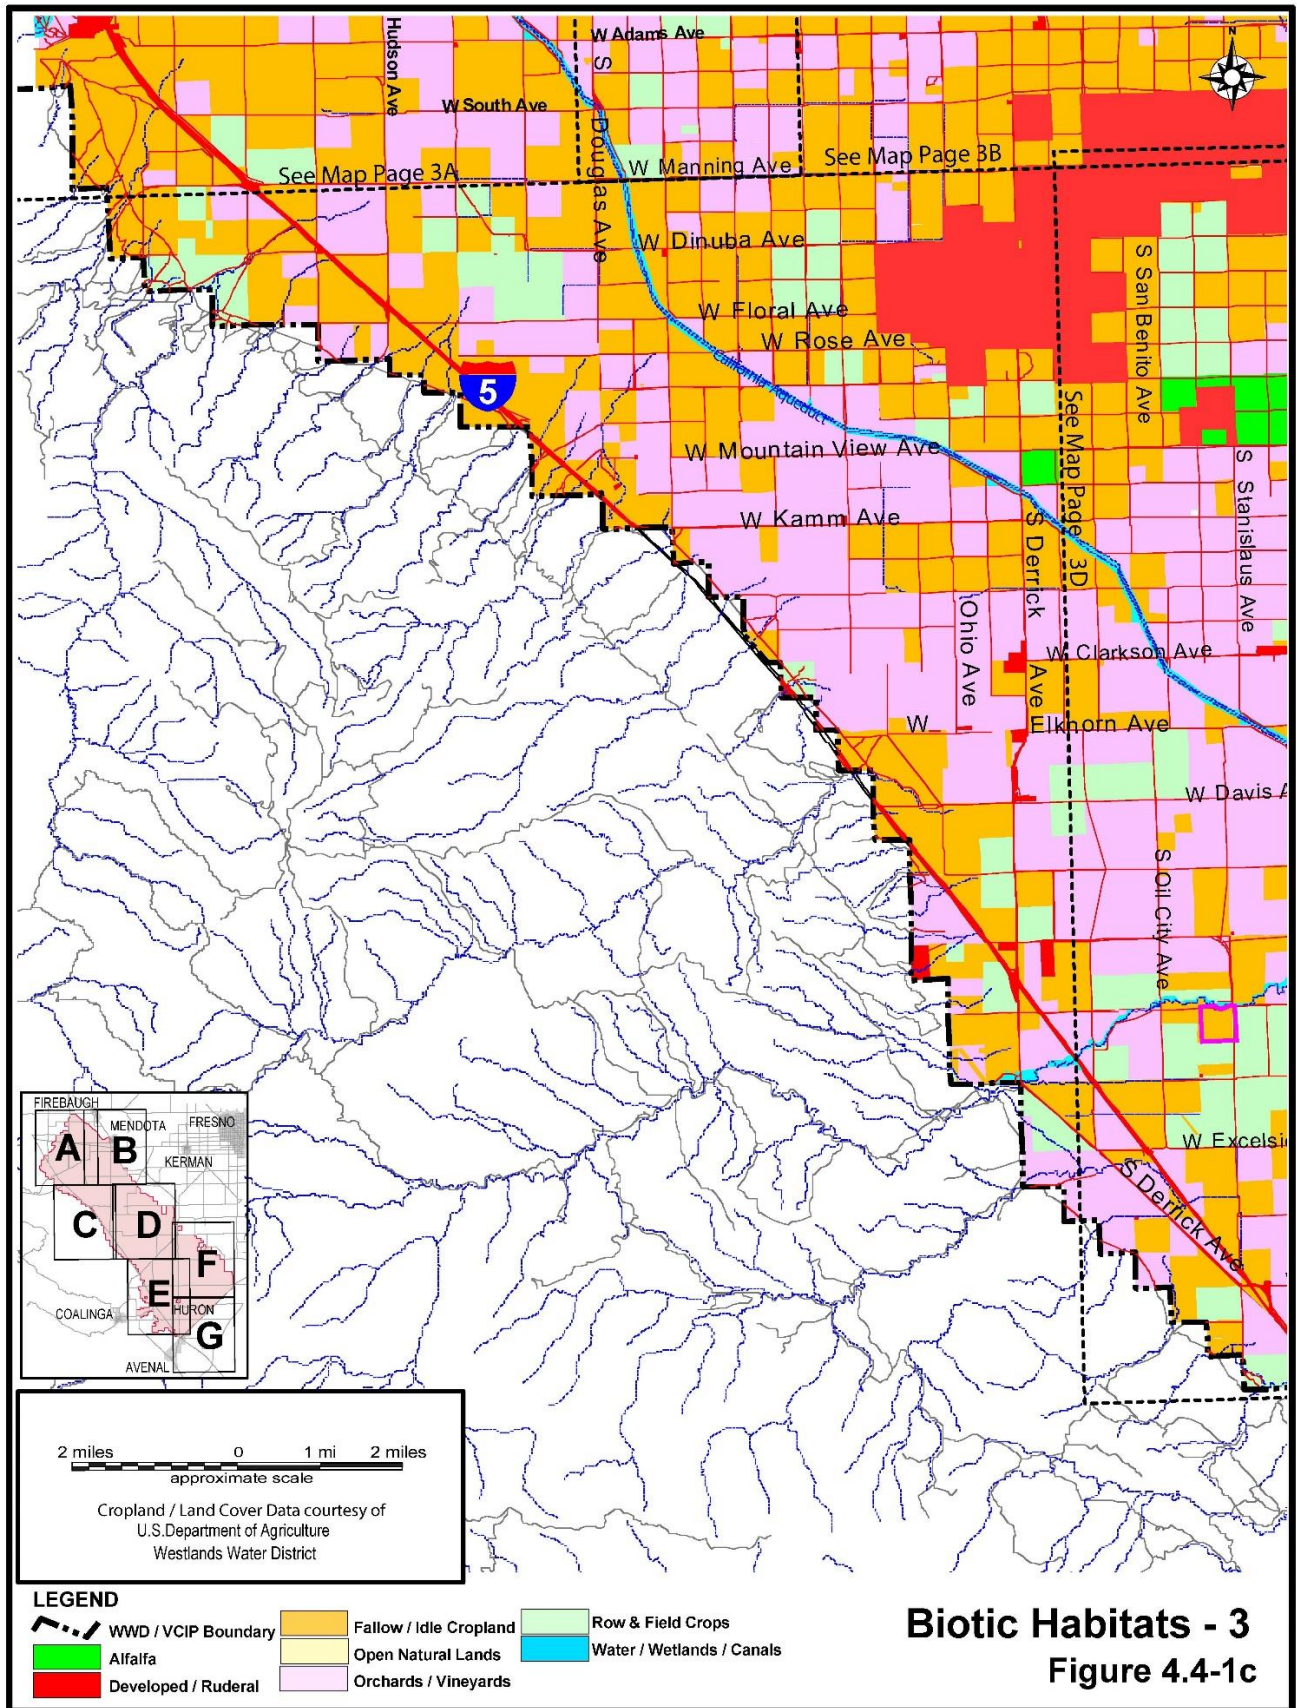 N
Hudson Ave
W Adams Ave
W South Ave
S Douglas Ave
See Map Page 3A
W Manning Ave
See Map Page 3B
W Dinuba Ave
S San Benito Ave
W Floral Ave
W Rose Ave
California Aqueduct
5
See Map Page 3D
W Mountain View Ave
S Stanislaus Ave
W Kamm Ave
S Derrick Ave
Ohio Ave
W Clarkson Ave
W Elkhorn Ave
W Davis A
S Oil City Ave
W Excelsi
S Derrick Ave
FIREBAUGH
MENDOTA
FRESNO
A
B
KERMAN
C
D
F
E
COALINGA
HURON
G
AVENAL
2 miles 0 1 mi 2 miles
approximate scale
Cropland / Land Cover Data courtesy of
U.S.Department of Agriculture
Westlands Water District
LEGEND
WWD / VCIP Boundary
Alfalfa
Developed / Ruderal
Fallow / Idle Cropland
Open Natural Lands
Orchards / Vineyards
Row & Field Crops
Water / Wetlands / Canals
Biotic Habitats - 3
Figure 4.4-1c